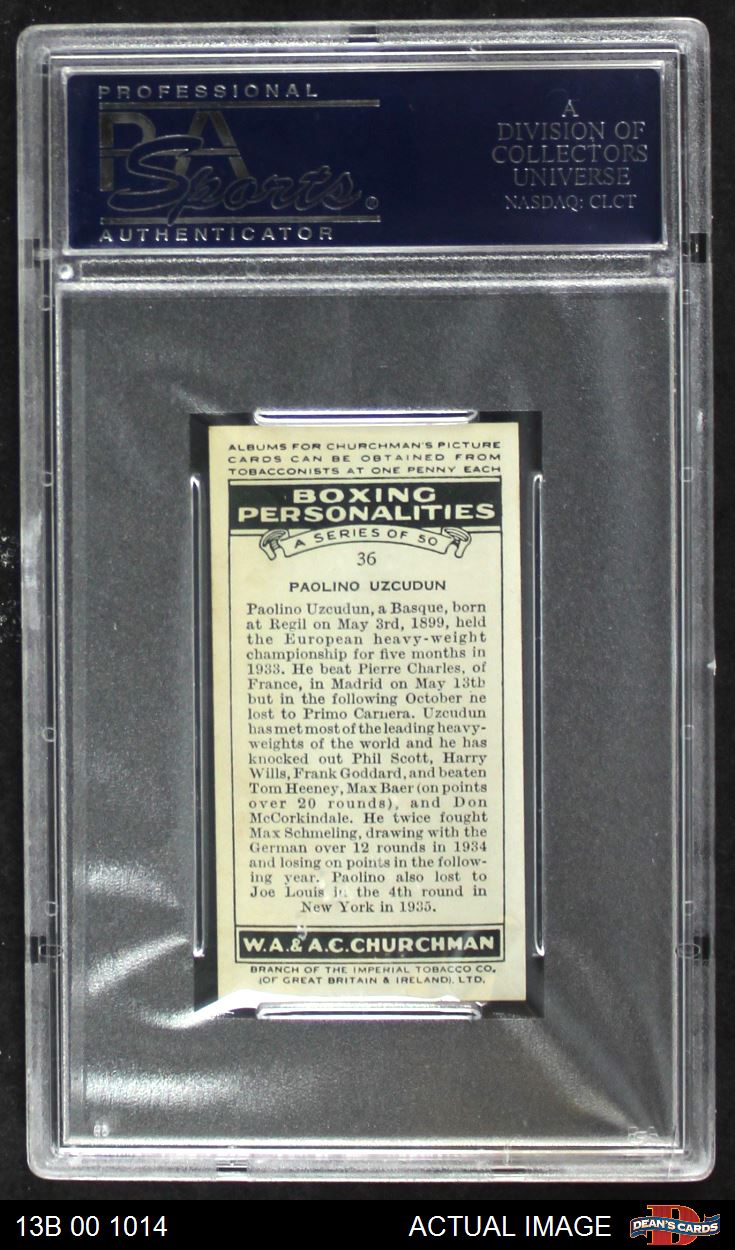 PROFESSIONAL
PSA
Sports®
AUTHENTICATOR
A
DIVISION OF
COLLECTORS
UNIVERSE
NASDAQ: CLCT
ALBUMS FOR CHURCHMAN'S PICTURE
CARDS CAN BE OBTAINED FROM
TOBACCONISTS AT ONE PENNY EACH
BOXING
PERSONALITIES
A SERIES OF 50
36
PAOLINO UZCUDUN
Paolino Uzcudun, a Basque, born
at Regil on May 3rd, 1899, held
the European heavy-weight
championship for five months in
1933. He beat Pierre Charles, of
France, in Madrid on May 13th
but in the following October he
lost to Primo Carnera. Uzcudun
has met most of the leading heavy-
weights of the world and he has
knocked out Phil Scott, Harry
Wills, Frank Goddard, and beaten
Tom Heeney, Max Baer (on points
over 20 rounds), and Don
McCorkindale. He twice fought
Max Schmeling, drawing with the
German over 12 rounds in 1934
and losing on points in the follow-
ing year. Paolino also lost to
Joe Louis in the 4th round in
New York in 1935.
W.A. & A.C. CHURCHMAN
BRANCH OF THE IMPERIAL TOBACCO CO.
(OF GREAT BRITAIN & IRELAND), LTD.
13B 00 1014
ACTUAL IMAGE
DEAN'S CARDS